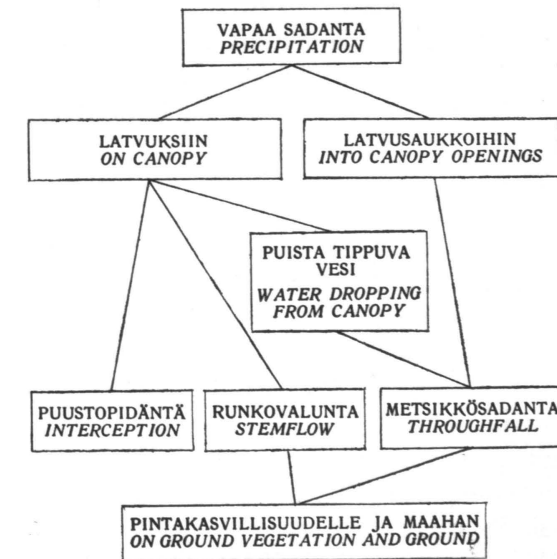 VAPAA SADANTA
PRECIPITATION
LATVUKSIIN
ON CANOPY
LATVUSAUKKOIHIN
INTO CANOPY OPENINGS
PUISTA TIPPUVA
VESI
WATER DROPPING
FROM CANOPY
PUUSTOPIDÄNTÄ
INTERCEPTION
RUNKOVALUNTA
STEMFLOW
METSIKKÖSADANTA
THROUGHFALL
PINTAKASVILLISUUDELLE JA MAAHAN
ON GROUND VEGETATION AND GROUND